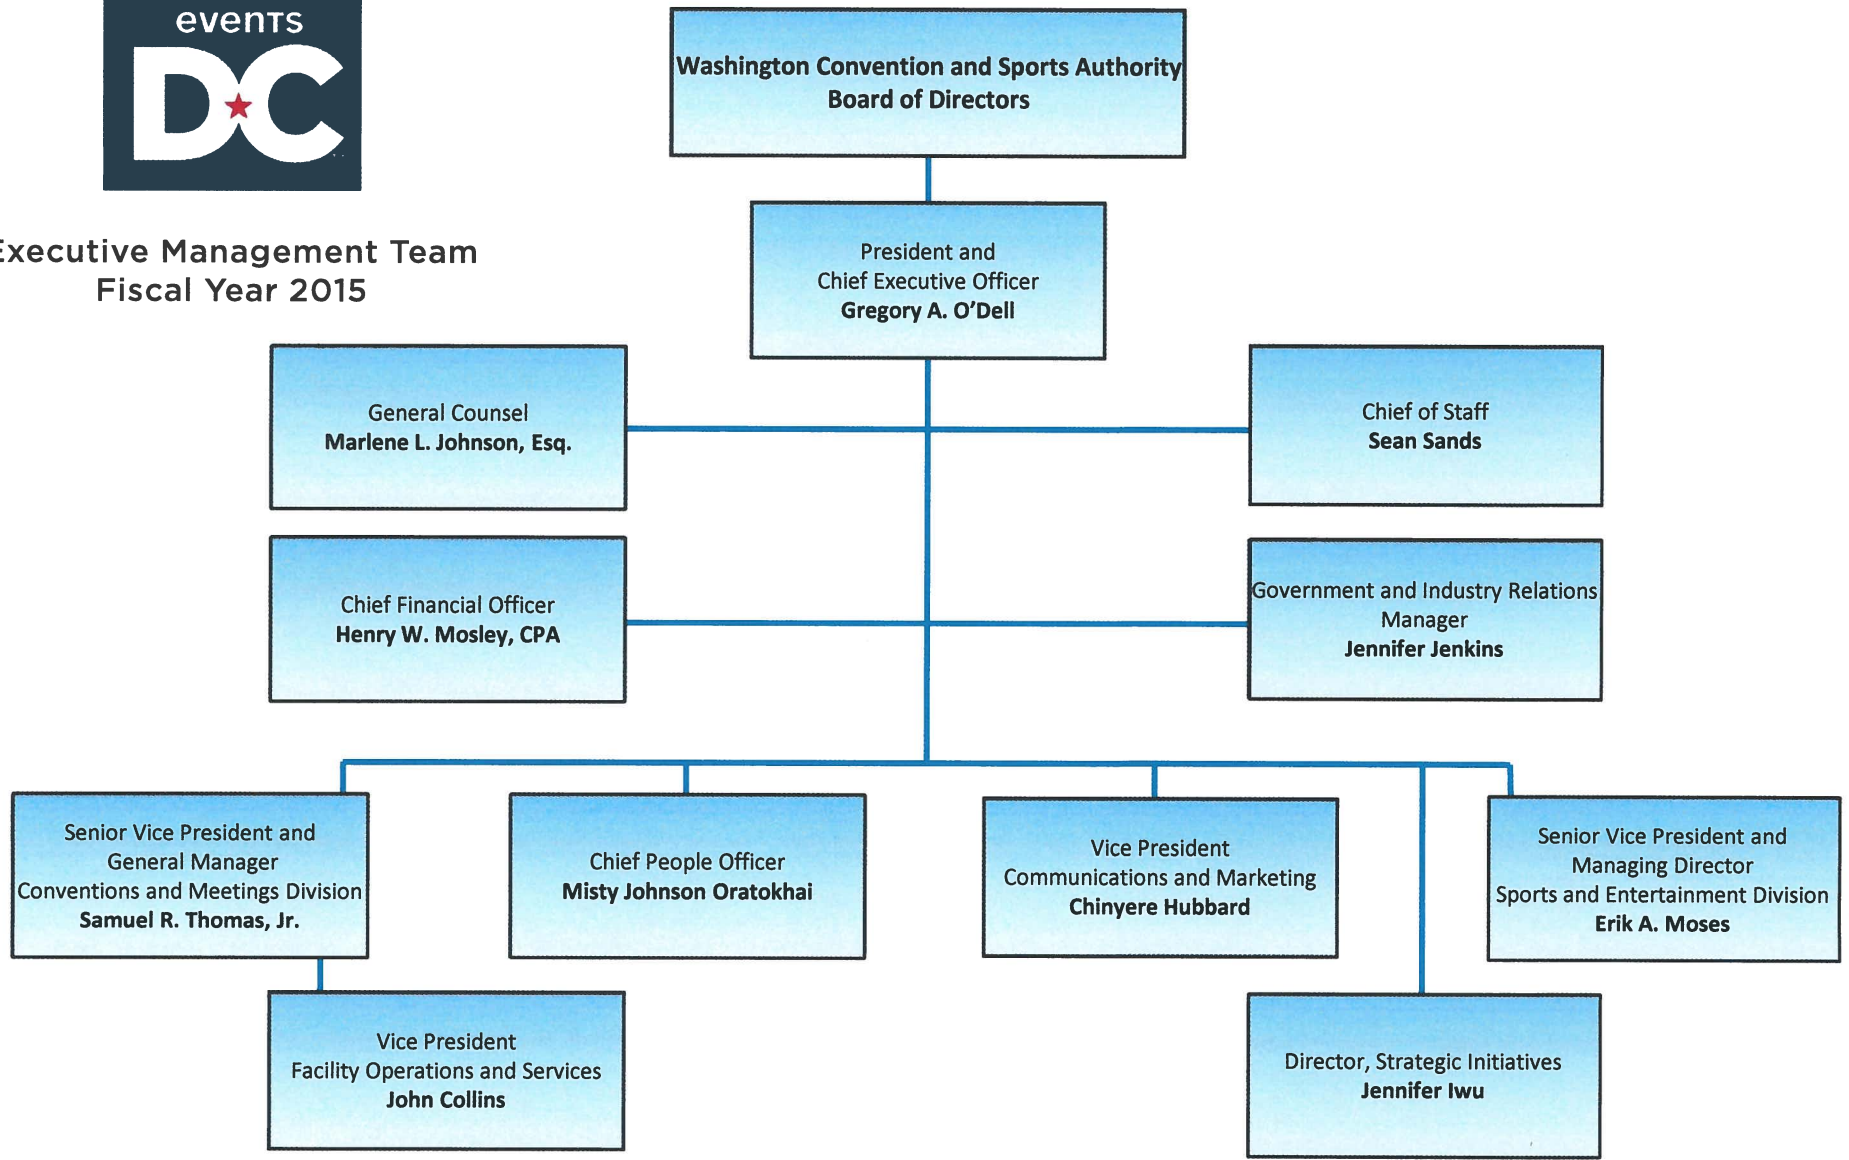 evenTs
DC
Executive Management Team
Fiscal Year 2015
Washington Convention and Sports Authority
Board of Directors
President and
Chief Executive Officer
Gregory A. O'Dell
General Counsel
Marlene L. Johnson, Esq.
Chief of Staff
Sean Sands
Chief Financial Officer
Henry W. Mosley, CPA
Government and Industry Relations
Manager
Jennifer Jenkins
Senior Vice President and
General Manager
Conventions and Meetings Division
Samuel R. Thomas, Jr.
Chief People Officer
Misty Johnson Oratokhai
Vice President
Communications and Marketing
Chinyere Hubbard
Senior Vice President and
Managing Director
Sports and Entertainment Division
Erik A. Moses
Vice President
Facility Operations and Services
John Collins
Director, Strategic Initiatives
Jennifer Iwu